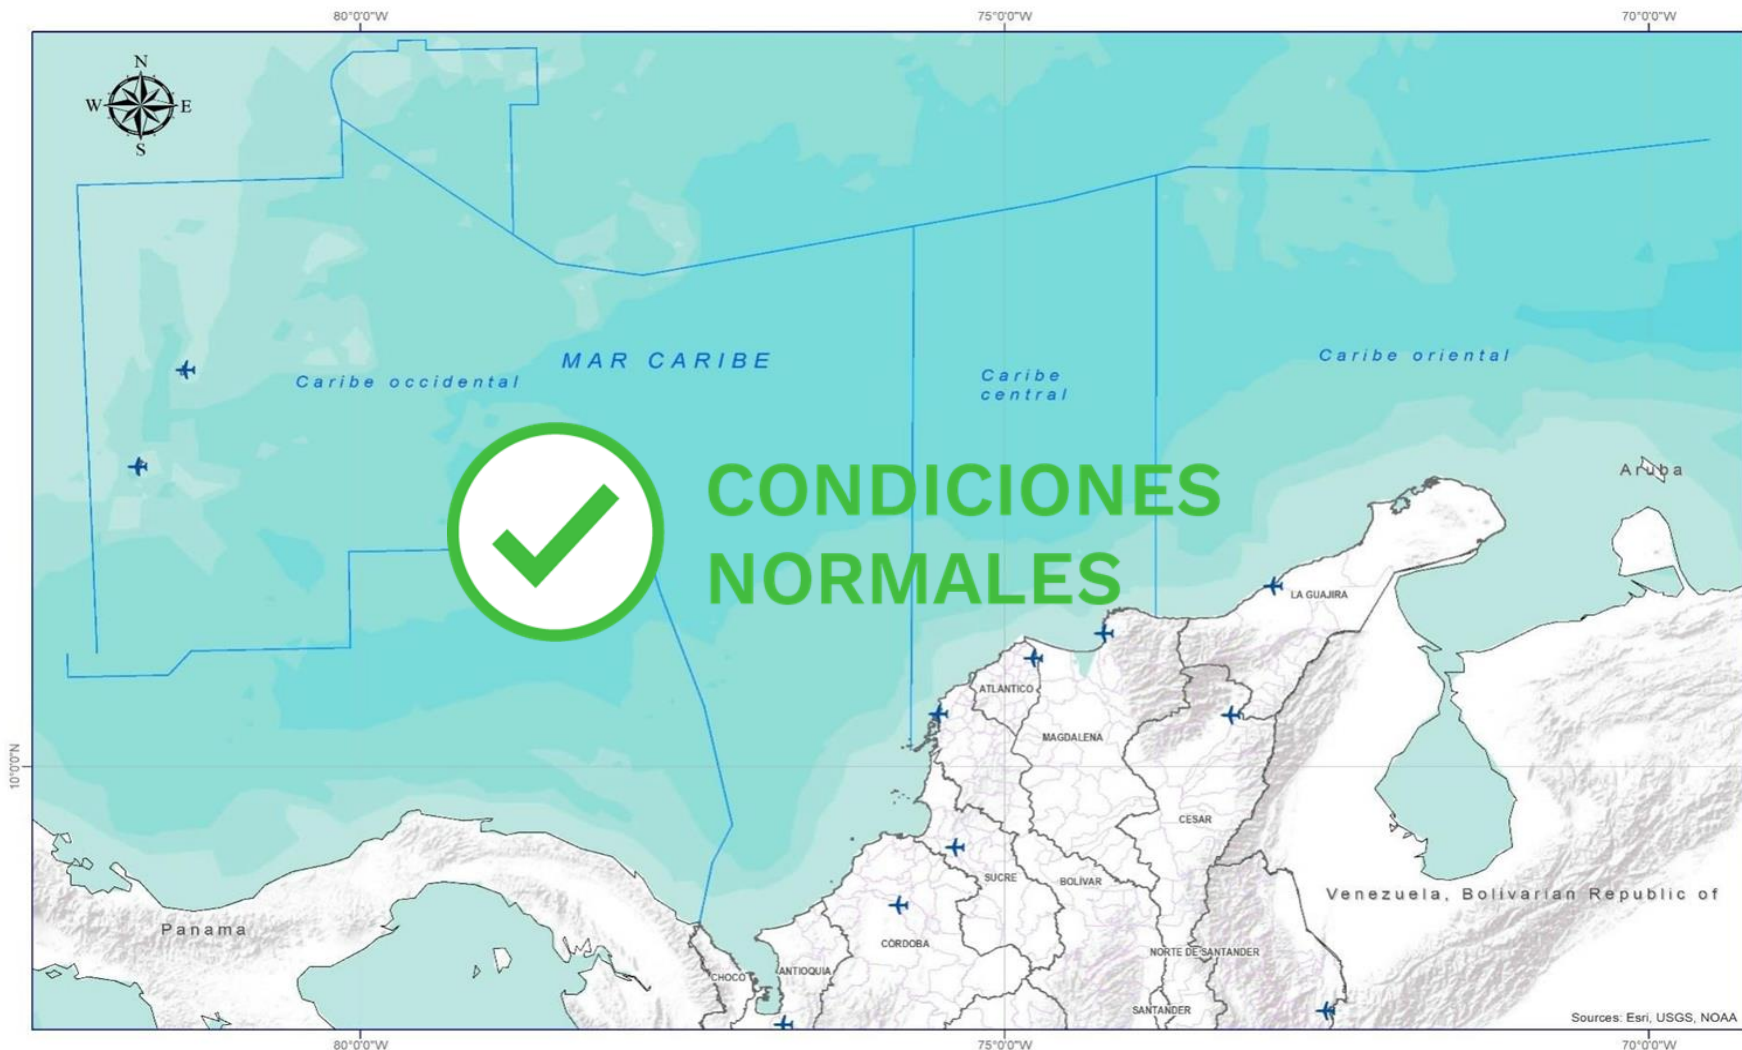 80°0'0"W
75°0'0"W
70°0'0"W
N
W
E
S
MAR CARIBE
Caribe occidental
Caribe
central
Caribe oriental
CONDICIONES
NORMALES
Aruba
LA GUAJIRA
ATLANTICO
MAGDALENA
10°0'0"N
CESAR
SUCRE
BOLÍVAR
Venezuela, Bolivarian Republic of
Panama
CÓRDOBA
NORTE DE SANTANDER
CHOCO
ANTIOQUIA
SANTANDER
Sources: Esri, USGS, NOAA
80°0'0"W
75°0'0"W
70°0'0"W